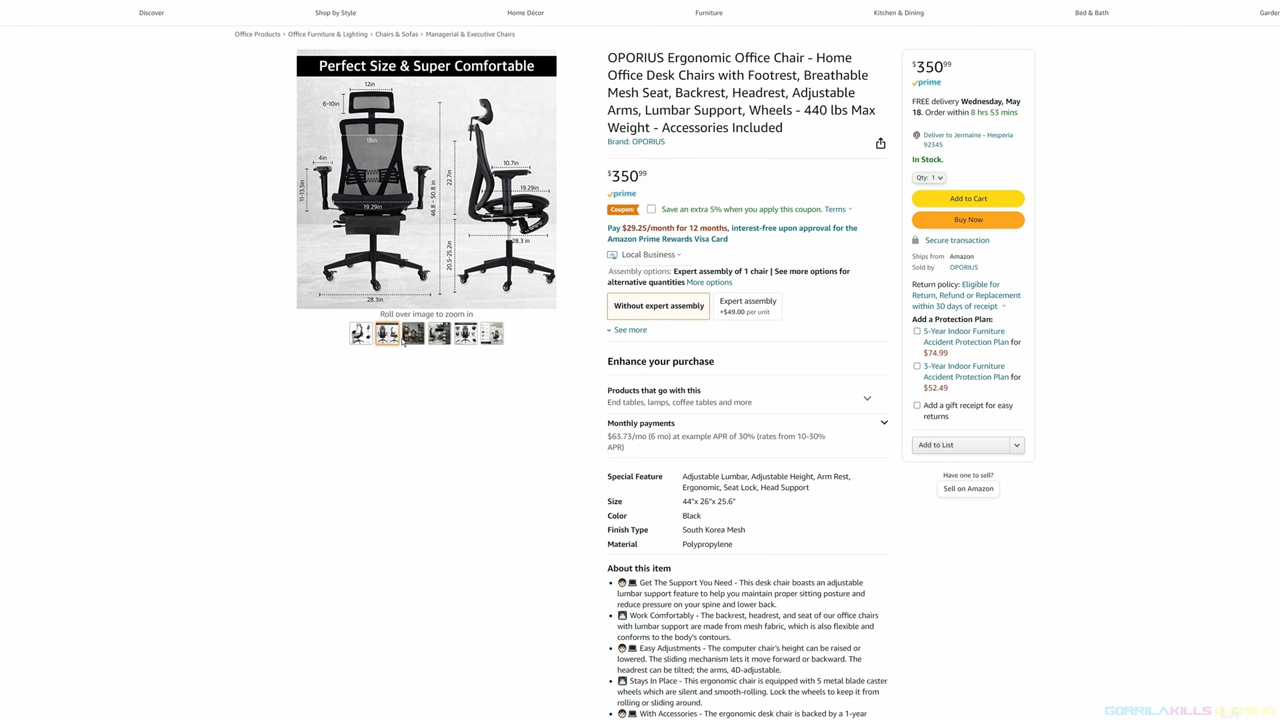 Discover
Shop by Style
Home Décor
Furniture
Kitchen & Dining
Bed & Bath
Garden
Office Products › Office Furniture & Lighting › Chairs & Sofas › Managerial & Executive Chairs
Perfect Size & Super Comfortable
12in
6-10in
18in
4in
11-13.5in
19.29in
28.3in
46.8 - 50.8 in
22.7in
20.5-25.2in
10.7in
19.29in
28.3 in
Roll over image to zoom in
OPORIUS Ergonomic Office Chair - Home
Office Desk Chairs with Footrest, Breathable
Mesh Seat, Backrest, Headrest, Adjustable
Arms, Lumbar Support, Wheels - 440 lbs Max
Weight - Accessories Included
Brand: OPORIUS
$350⁹⁹
prime
Coupon: Save an extra 5% when you apply this coupon. Terms
Pay $29.25/month for 12 months, interest-free upon approval for the
Amazon Prime Rewards Visa Card
Local Business
Assembly options: Expert assembly of 1 chair | See more options for
alternative quantities More options
Without expert assembly
Expert assembly
+$49.00 per unit
See more
Enhance your purchase
Products that go with this
End tables, lamps, coffee tables and more
Monthly payments
$63.73/mo (6 mo) at example APR of 30% (rates from 10-30%
APR)
Special Feature Adjustable Lumbar, Adjustable Height, Arm Rest,
Ergonomic, Seat Lock, Head Support
Size 44"x 26"x 25.6"
Color Black
Finish Type South Korea Mesh
Material Polypropylene
About this item
• Get The Support You Need - This desk chair boasts an adjustable
lumbar support feature to help you maintain proper sitting posture and
reduce pressure on your spine and lower back.
• Work Comfortably - The backrest, headrest, and seat of our office chairs
with lumbar support are made from mesh fabric, which is also flexible and
conforms to the body's contours.
• Easy Adjustments - The computer chair's height can be raised or
lowered. The sliding mechanism lets it move forward or backward. The
headrest can be tilted; the arms, 4D-adjustable.
• Stays In Place - This ergonomic chair is equipped with 5 metal blade caster
wheels which are silent and smooth-rolling. Lock the wheels to keep it from
rolling or sliding around.
• With Accessories - The ergonomic desk chair is backed by a 1-year
$350⁹⁹
prime
FREE delivery Wednesday, May
18. Order within 8 hrs 53 mins
Deliver to Jermaine - Hesperia
92345
In Stock.
Qty: 1
Add to Cart
Buy Now
Secure transaction
Ships from Amazon
Sold by OPORIUS
Return policy: Eligible for
Return, Refund or Replacement
within 30 days of receipt
Add a Protection Plan:
5-Year Indoor Furniture
Accident Protection Plan for
$74.99
3-Year Indoor Furniture
Accident Protection Plan for
$52.49
Add a gift receipt for easy
returns
Add to List
Have one to sell?
Sell on Amazon
GORRILAKILLS GAMING